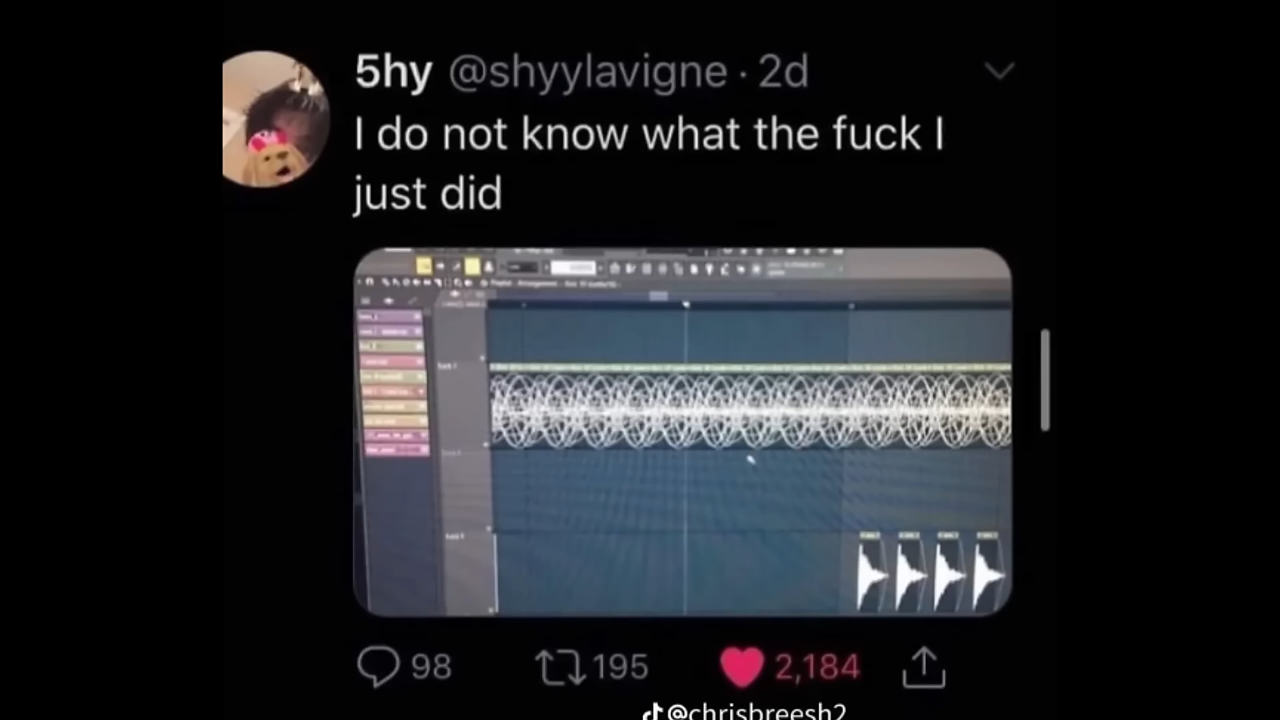 5hy @shyylavigne · 2d
I do not know what the fuck I
just did
98 195 2,184
@chrisbreesh2